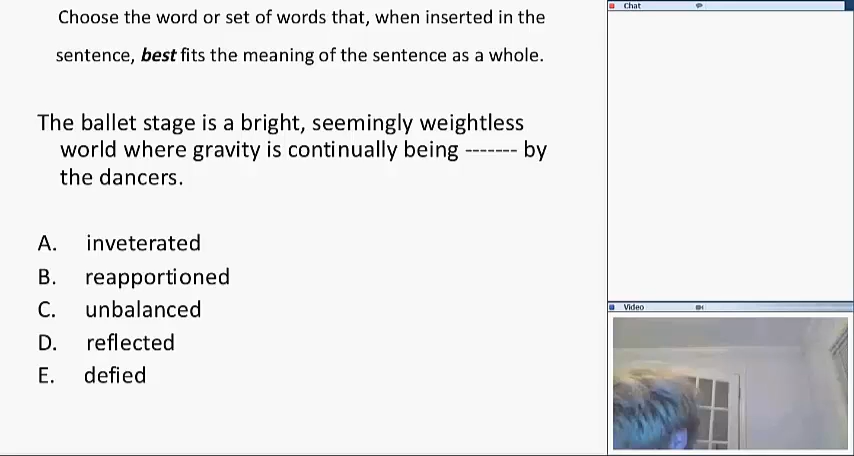 Choose the word or set of words that, when inserted in the
sentence, best fits the meaning of the sentence as a whole.
The ballet stage is a bright, seemingly weightless
world where gravity is continually being ------- by
the dancers.
A. inveterated
B. reapportioned
C. unbalanced
D. reflected
E. defied
Chat
Video